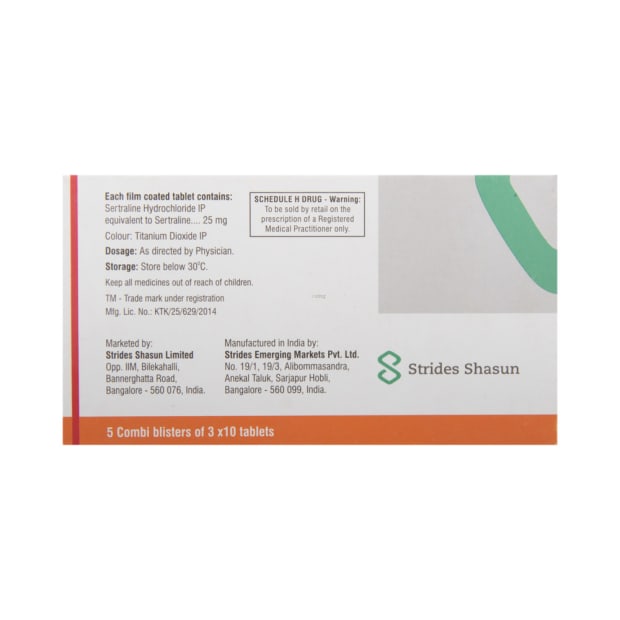 Each film coated tablet contains:
Sertraline Hydrochloride IP
equivalent to Sertraline.... 25 mg
Colour: Titanium Dioxide IP
Dosage: As directed by Physician.
Storage: Store below 30°C.
Keep all medicines out of reach of children.
TM - Trade mark under registration
Mfg. Lic. No.: KTK/25/629/2014
SCHEDULE H DRUG - Warning:
To be sold by retail on the
prescription of a Registered
Medical Practitioner only.
Marketed by:
Strides Shasun Limited
Opp. IIM, Bilekahalli,
Bannerghatta Road,
Bangalore - 560 076, India.
Manufactured in India by:
Strides Emerging Markets Pvt. Ltd.
No. 19/1, 19/3, Alibommasandra,
Anekal Taluk, Sarjapur Hobli,
Bangalore - 560 099, India.
Strides Shasun
5 Combi blisters of 3 x10 tablets